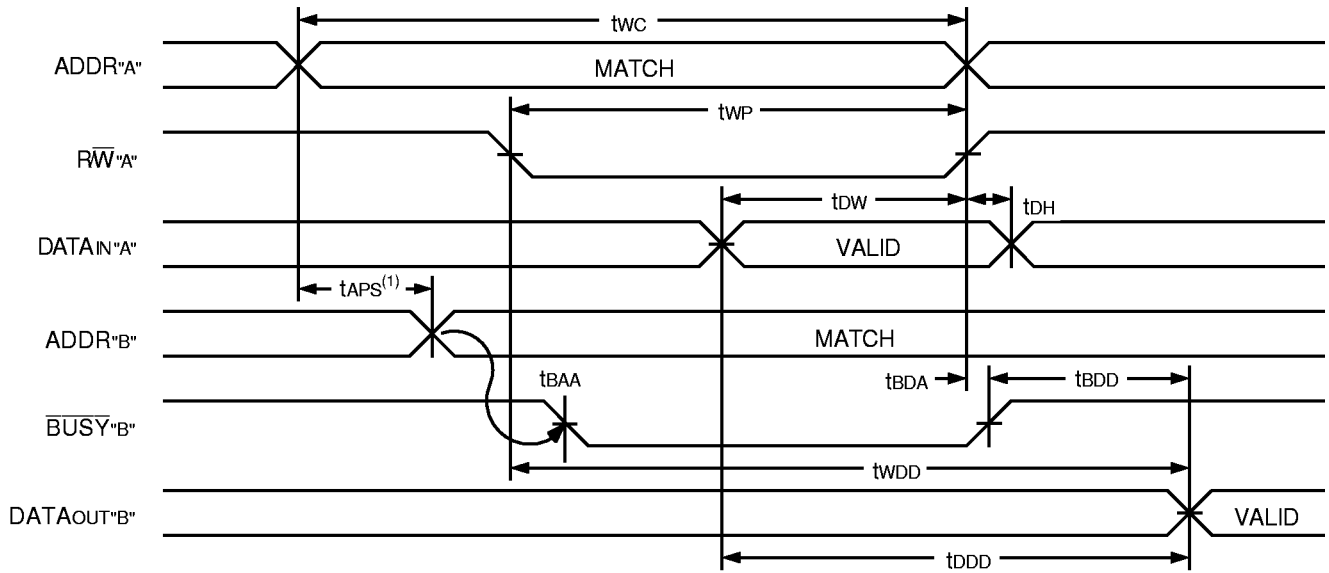 tWC
ADDR"A"
MATCH
tWP
RW̅"A"
tDW
tDH
DATAIN"A"
VALID
tAPS(1)
ADDR"B"
MATCH
tBAA
tBDA
tBDD
B̅U̅S̅Y̅"B"
tWDD
DATAOUT"B"
VALID
tDDD